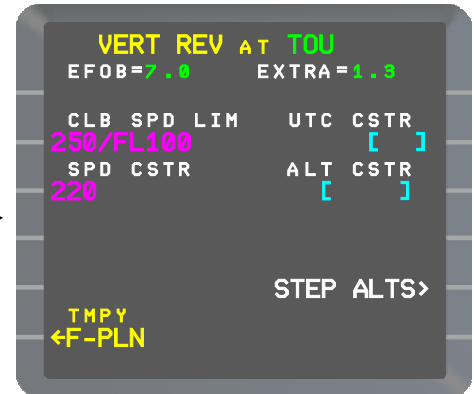 VERT REV AT TOU
EFOB=7.0 EXTRA=1.3
CLB SPD LIM UTC CSTR
250/FL100 [ ]
SPD CSTR ALT CSTR
220 [ ]
STEP ALTS>
TMPY
←F-PLN